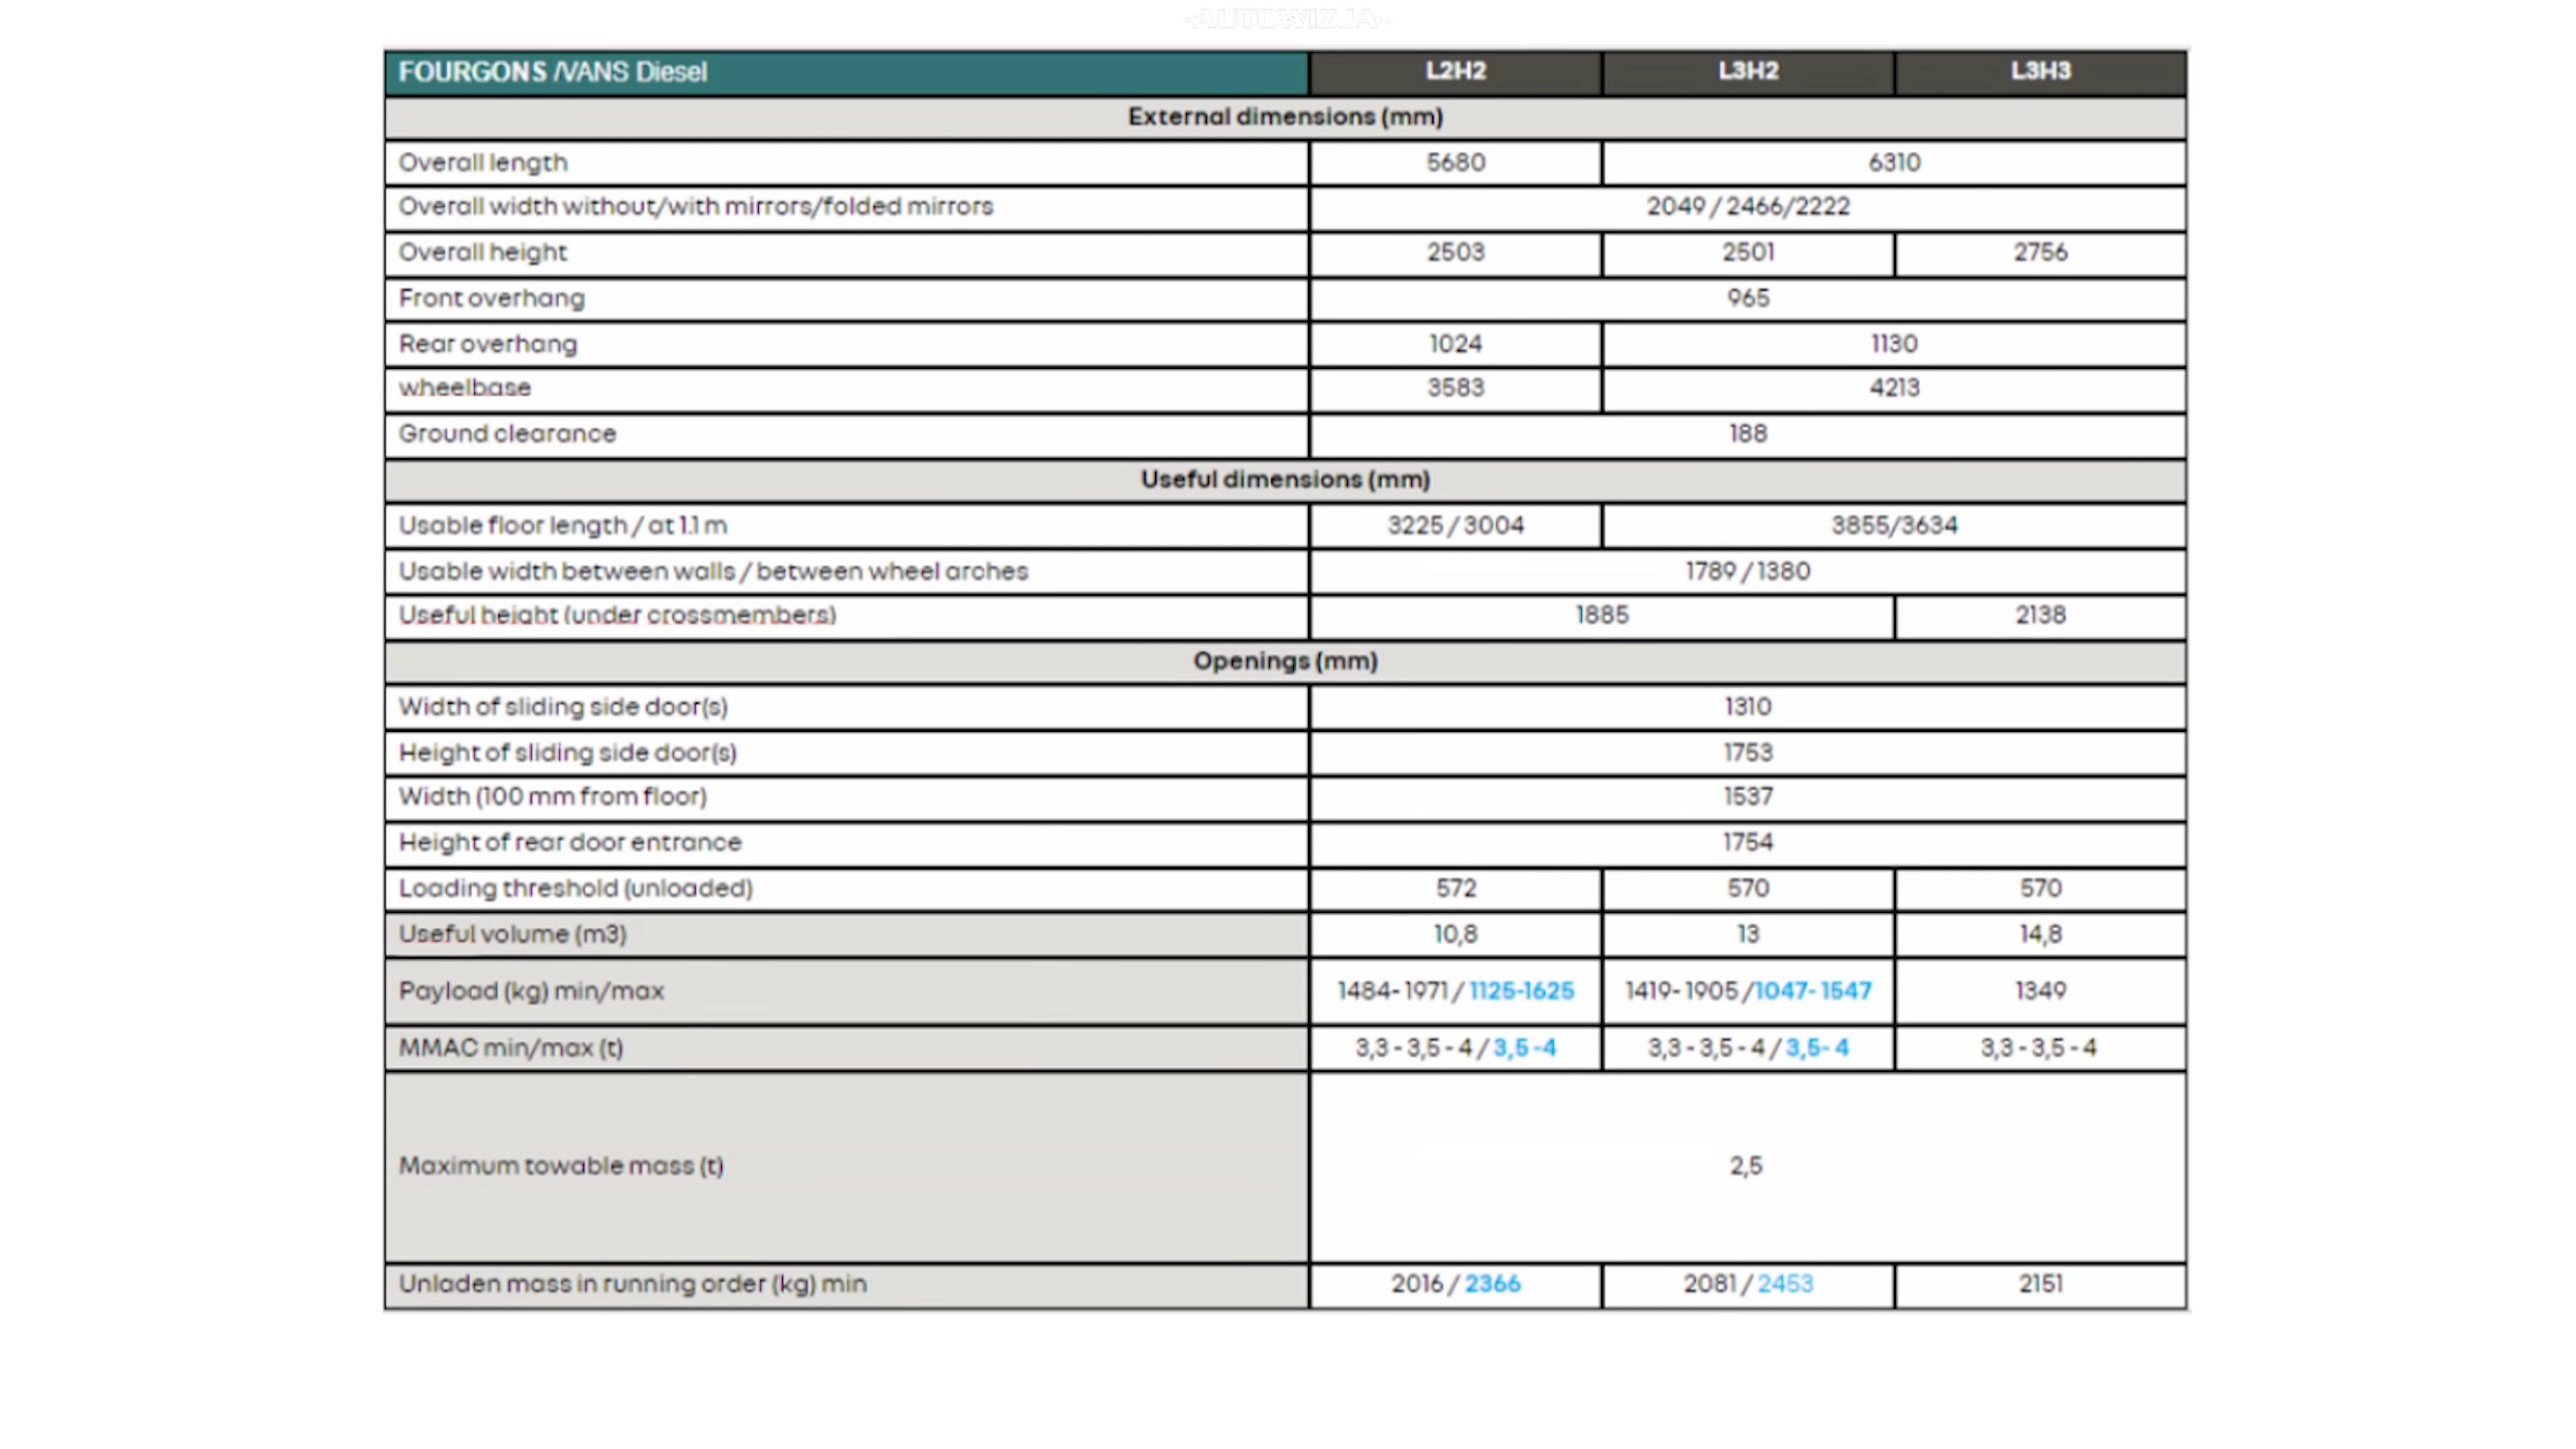 ·AUTOWIZJA·
FOURGONS /VANS Diesel L2H2 L3H2 L3H3
External dimensions (mm)
Overall length 5680 6310
Overall width without/with mirrors/folded mirrors 2049 / 2466/2222
Overall height 2503 2501 2756
Front overhang 965
Rear overhang 1024 1130
wheelbase 3583 4213
Ground clearance 188
Useful dimensions (mm)
Usable floor length / at 1.1 m 3225 / 3004 3855/3634
Usable width between walls / between wheel arches 1789 / 1380
Useful height (under crossmembers) 1885 2138
Openings (mm)
Width of sliding side door(s) 1310
Height of sliding side door(s) 1753
Width (100 mm from floor) 1537
Height of rear door entrance 1754
Loading threshold (unloaded) 572 570 570
Useful volume (m3) 10,8 13 14,8
Payload (kg) min/max 1484- 1971 / 1125-1625 1419- 1905 /1047- 1547 1349
MMAC min/max (t) 3,3 - 3,5 - 4 / 3,5 -4 3,3 - 3,5 - 4 / 3,5- 4 3,3 - 3,5 - 4
Maximum towable mass (t) 2,5
Unladen mass in running order (kg) min 2016 / 2366 2081 / 2453 2151